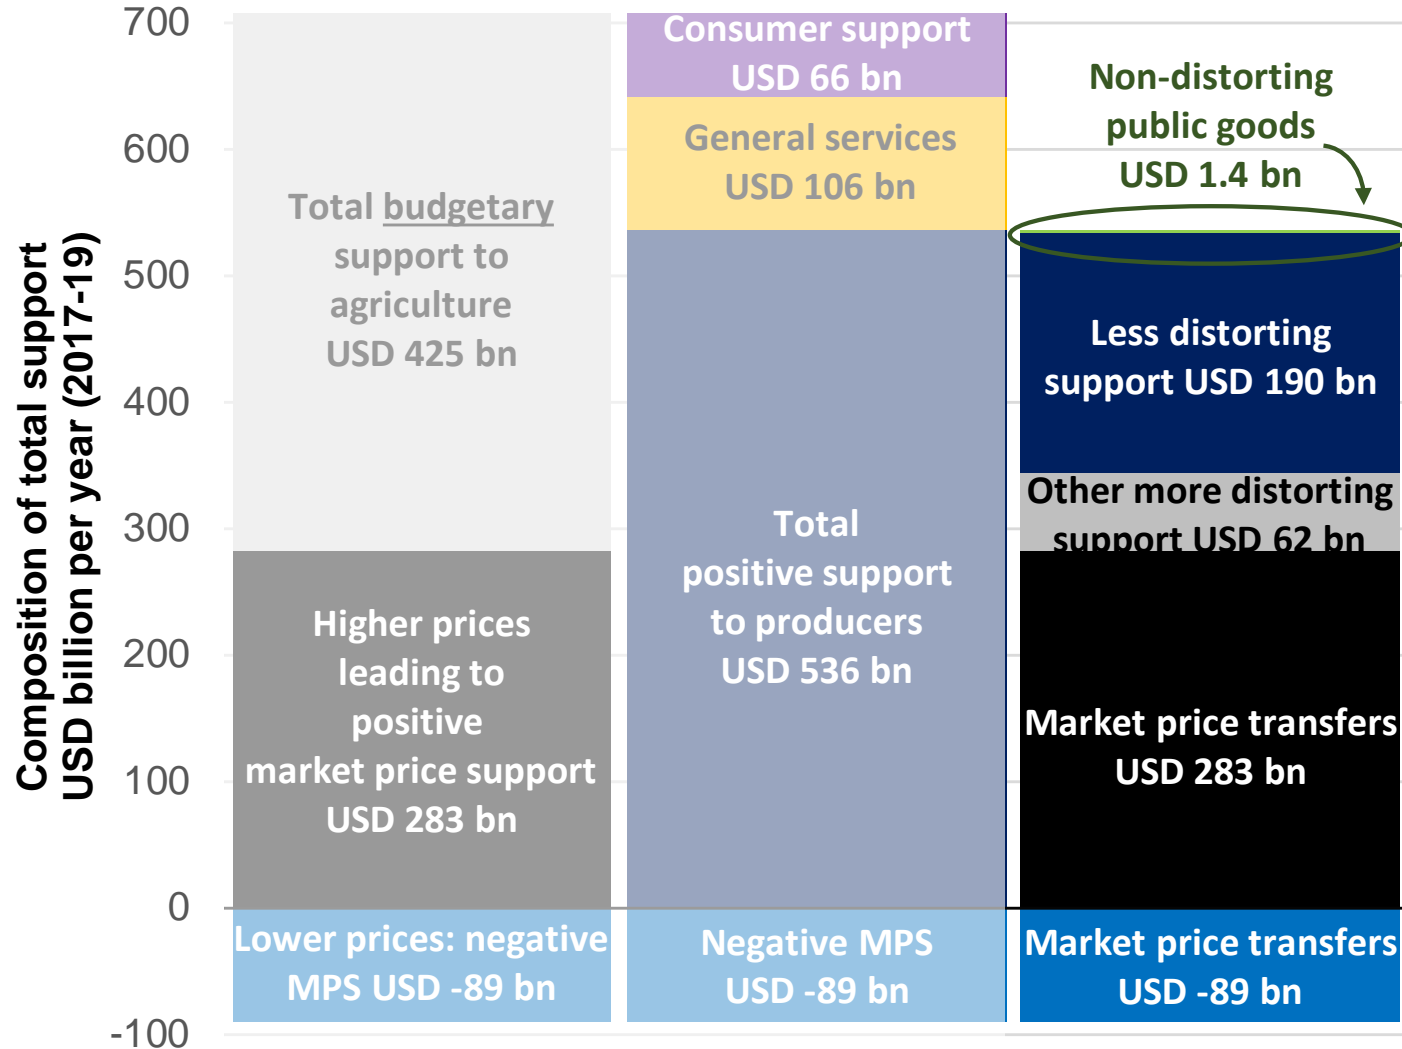 Composition of total support
USD billion per year (2017-19)
700
600
500
400
300
200
100
0
-100
Total budgetary
support to
agriculture
USD 425 bn
Higher prices
leading to
positive
market price support
USD 283 bn
Lower prices: negative
MPS USD -89 bn
Consumer support
USD 66 bn
General services
USD 106 bn
Total
positive support
to producers
USD 536 bn
Negative MPS
USD -89 bn
Non-distorting
public goods
USD 1.4 bn
Less distorting
support USD 190 bn
Other more distorting
support USD 62 bn
Market price transfers
USD 283 bn
Market price transfers
USD -89 bn